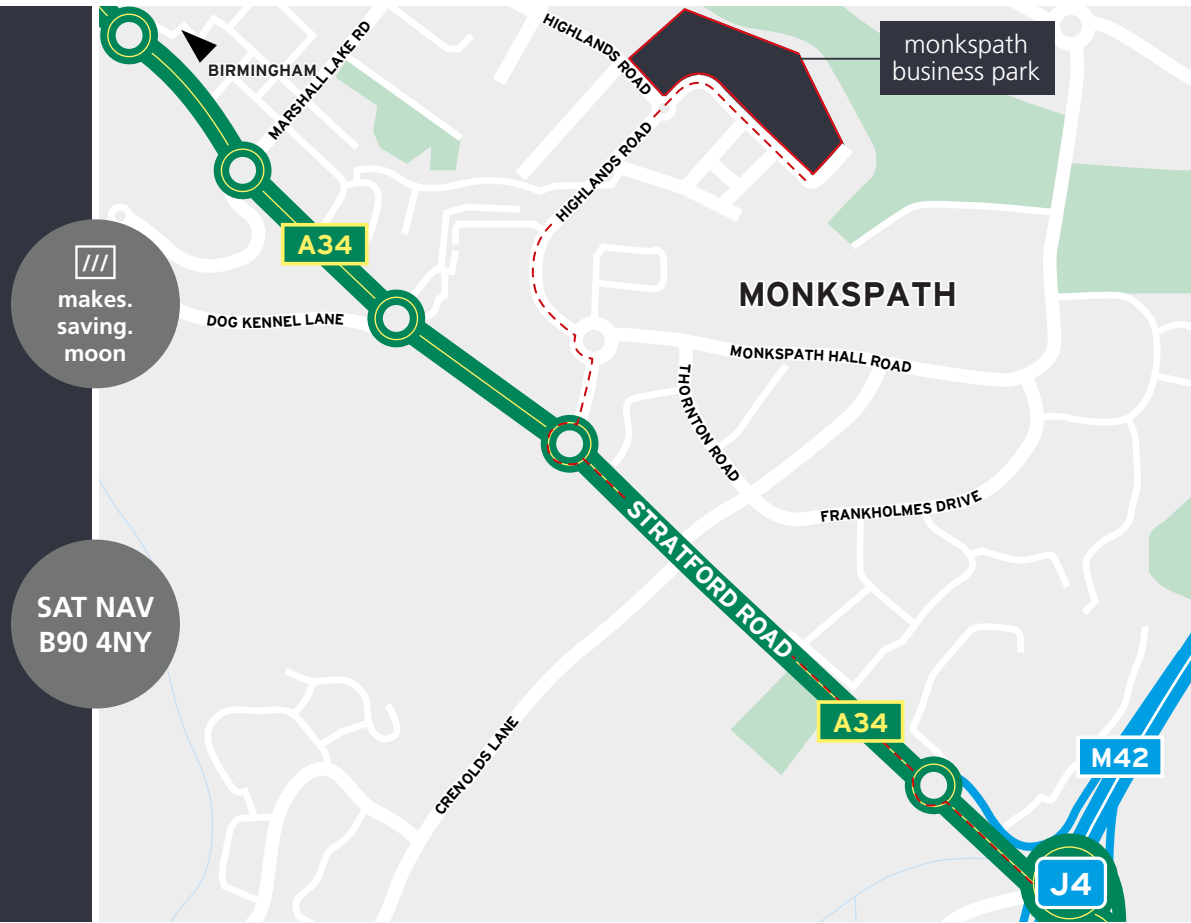 HIGHLANDS ROAD
monkspath
business park
BIRMINGHAM
MARSHALL LAKE RD
HIGHLANDS ROAD
A34
///
makes.
saving.
moon
DOG KENNEL LANE
MONKSPATH
MONKSPATH HALL ROAD
THORNTON ROAD
FRANKHOLMES DRIVE
STRATFORD ROAD
SAT NAV
B90 4NY
A34
CRENOLDS LANE
M42
J4